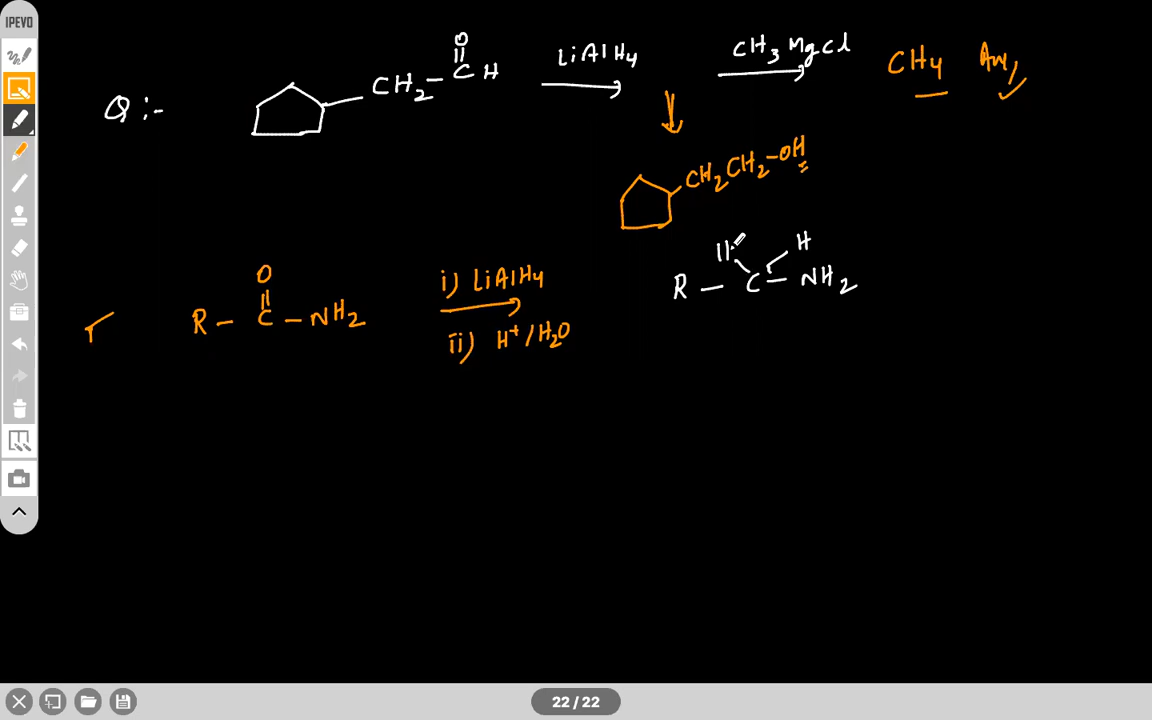 IPEVO
O
Q :- CH2 - C H LiAlH4 CH3MgCl CH4 Ans
CH2CH2-OH
O
R - C - NH2 i) LiAlH4
ii) H+/H2O
H H
R - C - NH2
22 / 22